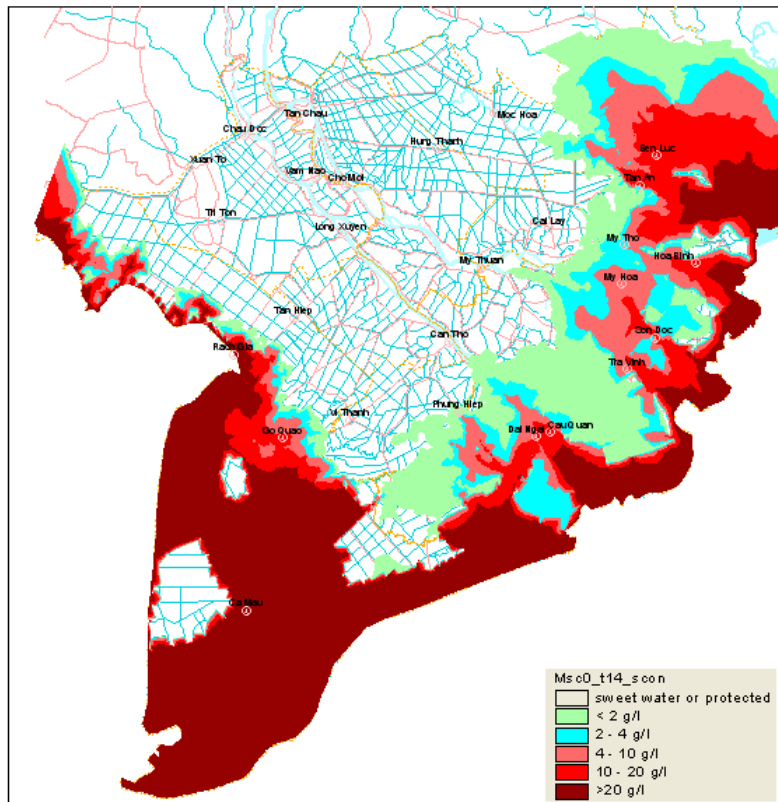 Tan Chau
Moc Hoa
Chau Doc
Hung Thanh
Ben Luc
Xuan To
Vam Nao
Cho Moi
Tan An
Tri Ton
Cai Lay
Long Xuyen
My Tho
My Thuan
Hoa Binh
My Hoa
Tan Hiep
Can Tho
Son Doc
Rach Gia
Tra Vinh
Phung Hiep
Vi Thanh
Go Quao
Dai Ngai
Cau Quan
Ca Mau
Msc0_t14_scon
sweet water or protected
< 2 g/l
2 - 4 g/l
4 - 10 g/l
10 - 20 g/l
>20 g/l